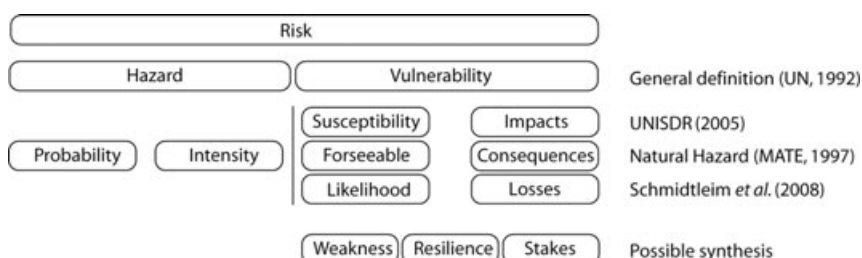 Risk
Hazard Vulnerability General definition (UN, 1992)
Susceptibility Impacts UNISDR (2005)
Probability Intensity Forseeable Consequences Natural Hazard (MATE, 1997)
Likelihood Losses Schmidtleim et al. (2008)
Weakness Resilience Stakes Possible synthesis